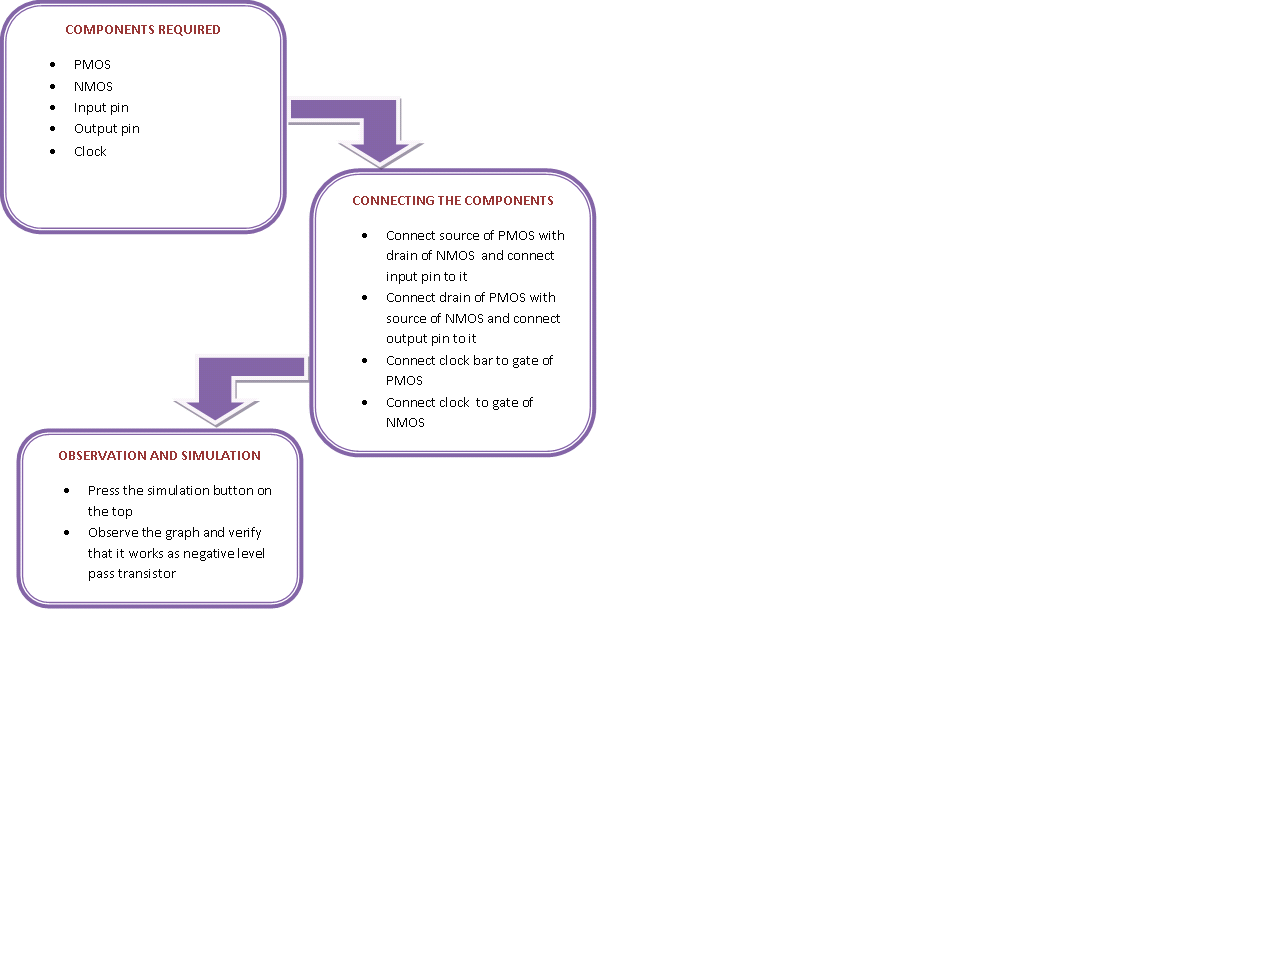 COMPONENTS REQUIRED
• PMOS
• NMOS
• Input pin
• Output pin
• Clock
CONNECTING THE COMPONENTS
• Connect source of PMOS with
drain of NMOS and connect
input pin to it
• Connect drain of PMOS with
source of NMOS and connect
output pin to it
• Connect clock bar to gate of
PMOS
• Connect clock to gate of
NMOS
OBSERVATION AND SIMULATION
• Press the simulation button on
the top
• Observe the graph and verify
that it works as negative level
pass transistor